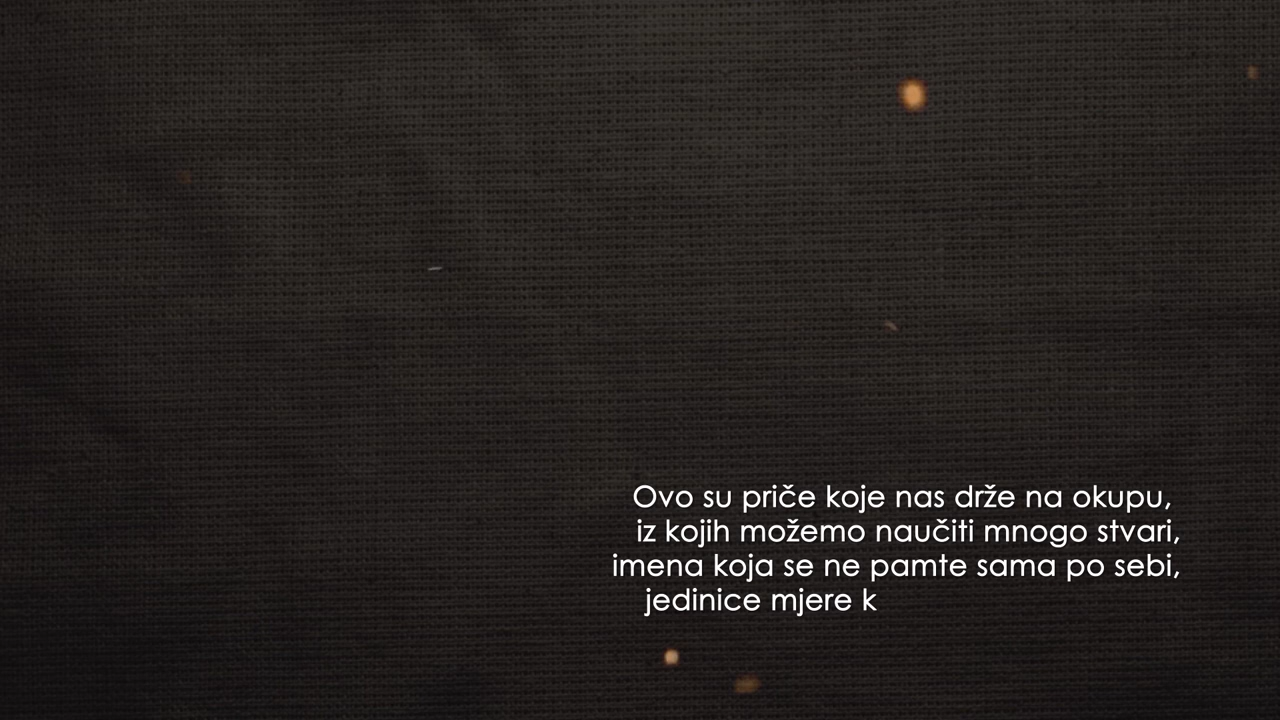 Ovo su priče koje nas drže na okupu,
iz kojih možemo naučiti mnogo stvari,
imena koja se ne pamte sama po sebi,
jedinice mjere k